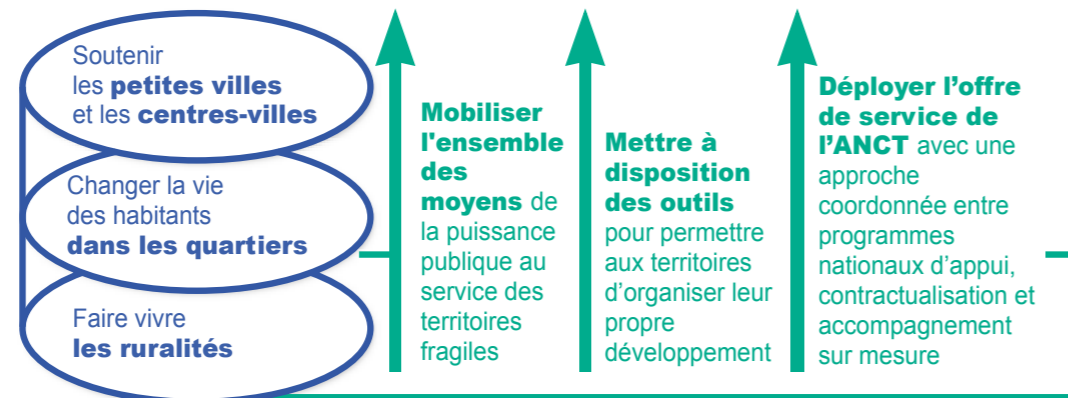 Soutenir
les petites villes
et les centres-villes
Changer la vie
des habitants
dans les quartiers
Faire vivre
les ruralités
Mobiliser
l'ensemble
des
moyens de
la puissance
publique au
service des
territoires
fragiles
Mettre à
disposition
des outils
pour permettre
aux territoires
d’organiser leur
propre
développement
Déployer l’offre
de service de
l’ANCT avec une
approche
coordonnée entre
programmes
nationaux d’appui,
contractualisation et
accompagnement
sur mesure